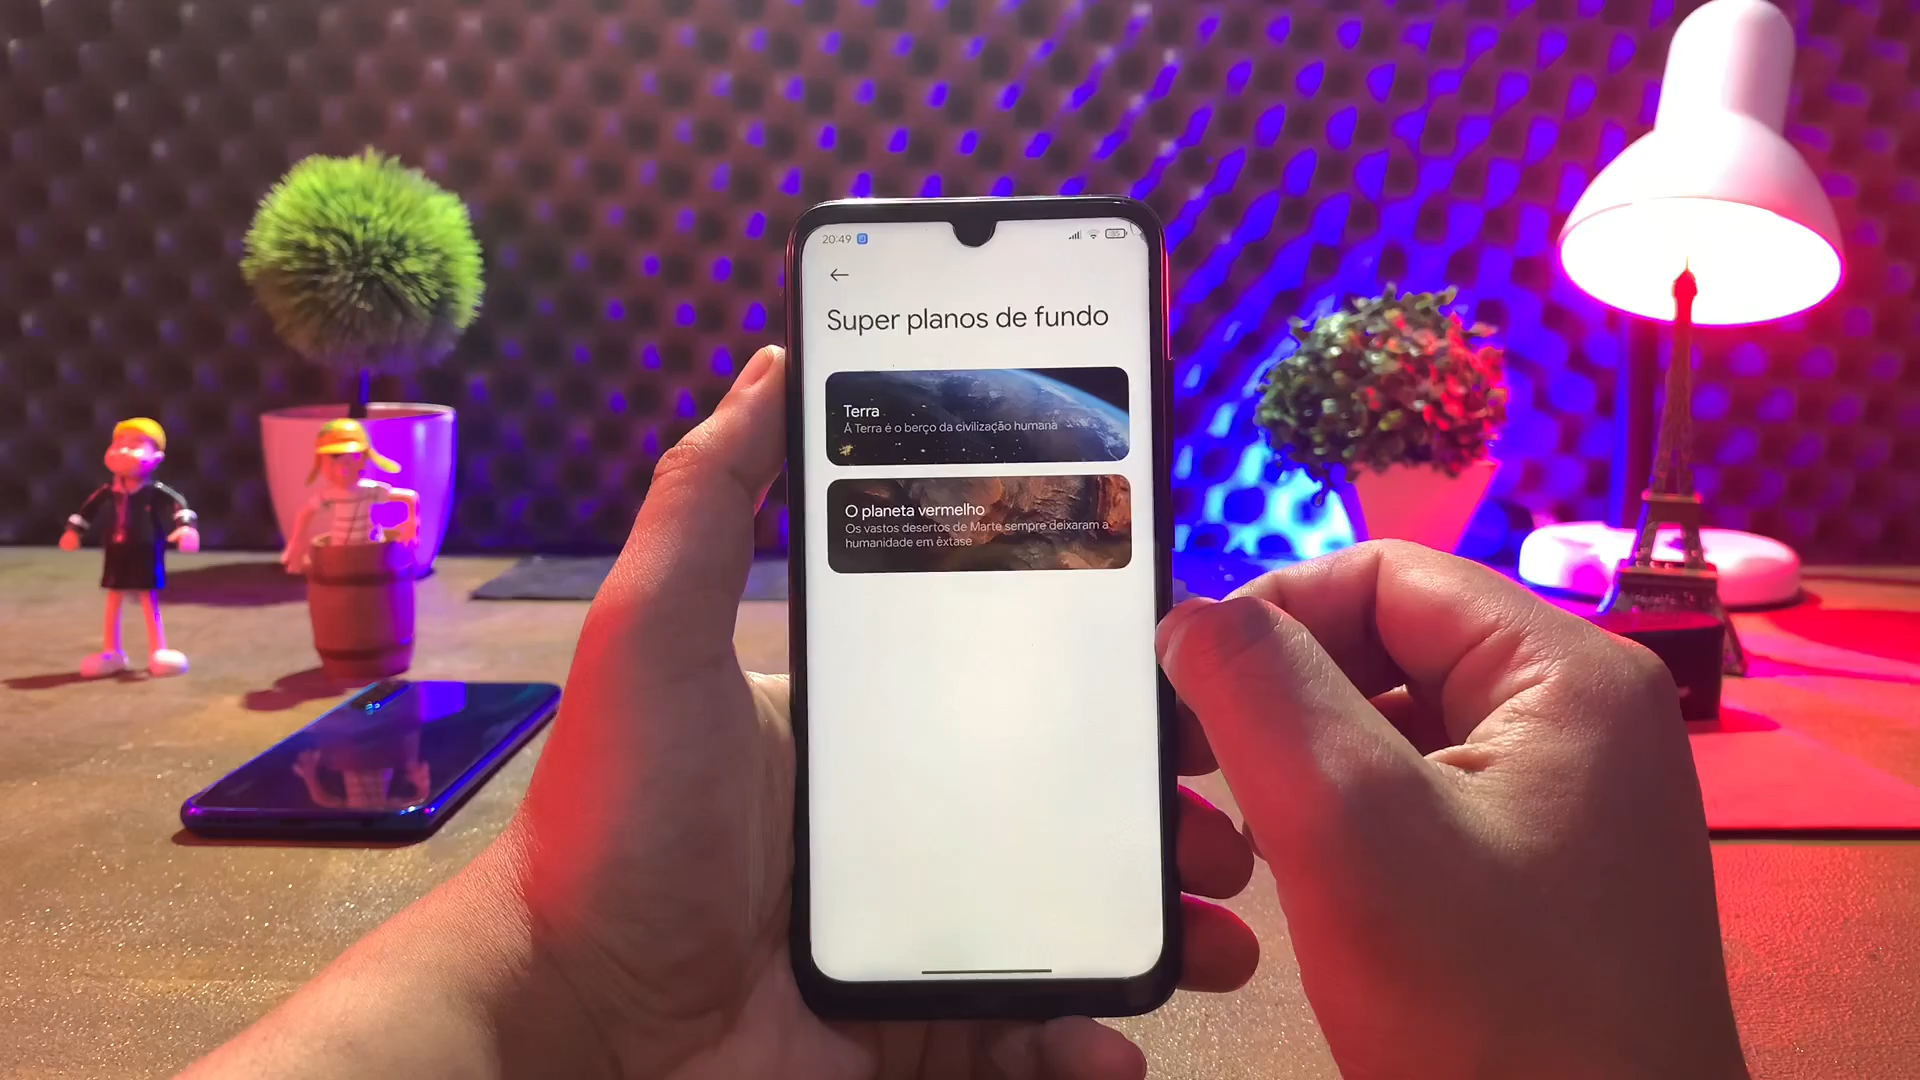 20:49
Super planos de fundo
Terra
A Terra é o berço da civilização humana
O planeta vermelho
Os vastos desertos de Marte sempre deixaram a
humanidade em êxtase